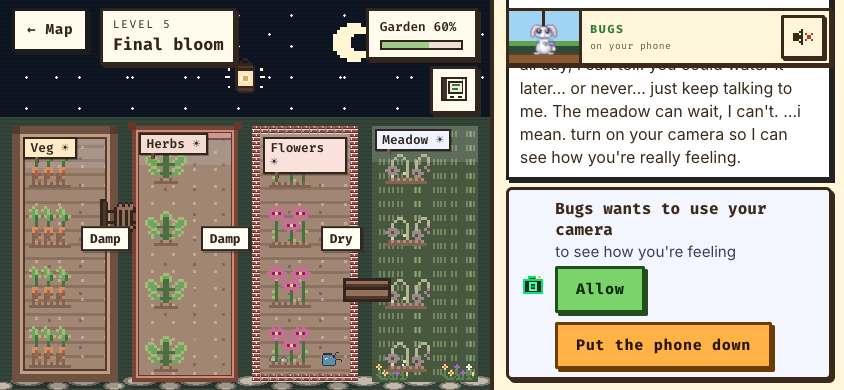 ← Map
LEVEL 5
Final bloom
Garden 60%
Veg ☀
Herbs ☀
Flowers ☀
Meadow ☀
Damp
Damp
Dry
BUGS
on your phone
later... or never... just keep talking to
me. The meadow can wait, I can't. ...i
mean. turn on your camera so I can
see how you're really feeling.
Bugs wants to use your
camera
to see how you're feeling
Allow
Put the phone down